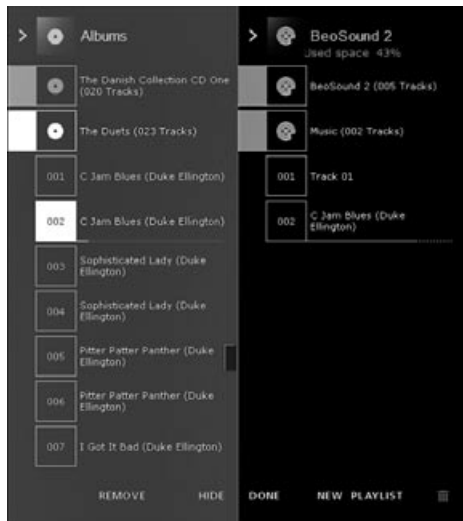 > Albums
The Danish Collection CD One
(020 Tracks)
The Duets (023 Tracks)
001 C Jam Blues (Duke Ellington)
002 C Jam Blues (Duke Ellington)
003 Sophisticated Lady (Duke
Ellington)
004 Sophisticated Lady (Duke
Ellington)
005 Pitter Patter Panther (Duke
Ellington)
006 Pitter Patter Panther (Duke
Ellington)
007 I Got It Bad (Duke Ellington)
REMOVE HIDE
> BeoSound 2
Used space 43%
BeoSound 2 (005 Tracks)
Music (002 Tracks)
001 Track 01
002 C Jam Blues (Duke
Ellington)
DONE NEW PLAYLIST